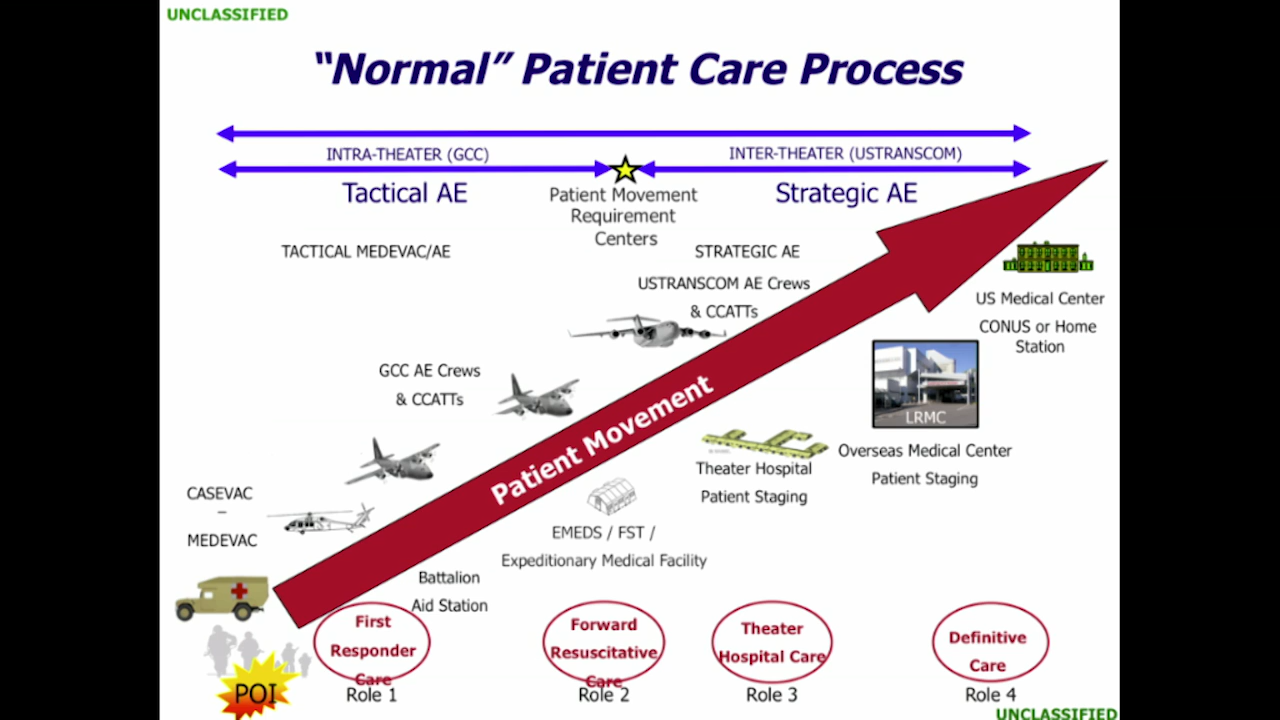 UNCLASSIFIED
“Normal” Patient Care Process
INTRA-THEATER (GCC)
INTER-THEATER (USTRANSCOM)
Tactical AE
Patient Movement
Requirement
Centers
Strategic AE
TACTICAL MEDEVAC/AE
STRATEGIC AE
USTRANSCOM AE Crews
& CCATTs
US Medical Center
CONUS or Home
Station
GCC AE Crews
& CCATTs
Patient Movement
LRMC
Overseas Medical Center
Patient Staging
Theater Hospital
Patient Staging
CASEVAC
–
MEDEVAC
EMEDS / FST /
Expeditionary Medical Facility
Battalion
Aid Station
First
Responder
Care
Role 1
Forward
Resuscitative
Care
Role 2
Theater
Hospital Care
Role 3
Definitive
Care
Role 4
POI
UNCLASSIFIED